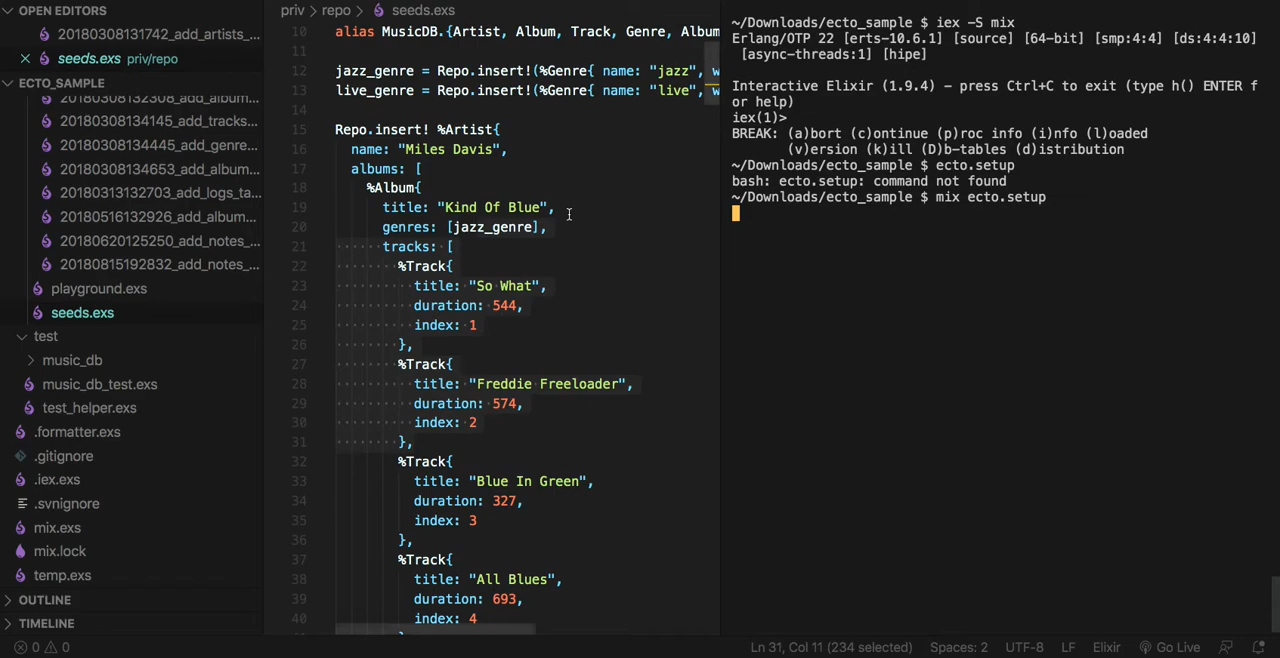 OPEN EDITORS
20180308131742_add_artists_...
seeds.exs priv/repo
ECTO_SAMPLE
20180308132308_add_album...
20180308134145_add_tracks...
20180308134445_add_genre...
20180308134653_add_album...
20180313132703_add_logs_ta...
20180516132926_add_album...
20180620125250_add_notes_...
20180815192832_add_notes_...
playground.exs
seeds.exs
test
music_db
music_db_test.exs
test_helper.exs
.formatter.exs
.gitignore
.iex.exs
.svnignore
mix.exs
mix.lock
temp.exs
OUTLINE
TIMELINE
priv > repo > seeds.exs
10 alias MusicDB.{Artist, Album, Track, Genre, Album
11
12 jazz_genre = Repo.insert!(%Genre{ name: "jazz", w
13 live_genre = Repo.insert!(%Genre{ name: "live", w
14
15 Repo.insert! %Artist{
16 name: "Miles Davis",
17 albums: [
18 %Album{
19 title: "Kind Of Blue",
20 genres: [jazz_genre],
21 tracks: [
22 %Track{
23 title: "So What",
24 duration: 544,
25 index: 1
26 },
27 %Track{
28 title: "Freddie Freeloader",
29 duration: 574,
30 index: 2
31 },
32 %Track{
33 title: "Blue In Green",
34 duration: 327,
35 index: 3
36 },
37 %Track{
38 title: "All Blues",
39 duration: 693,
40 index: 4
~/Downloads/ecto_sample $ iex -S mix
Erlang/OTP 22 [erts-10.6.1] [source] [64-bit] [smp:4:4] [ds:4:4:10]
[async-threads:1] [hipe]
Interactive Elixir (1.9.4) - press Ctrl+C to exit (type h() ENTER f
or help)
iex(1)>
BREAK: (a)bort (c)ontinue (p)roc info (i)nfo (l)oaded
(v)ersion (k)ill (D)b-tables (d)istribution
~/Downloads/ecto_sample $ ecto.setup
bash: ecto.setup: command not found
~/Downloads/ecto_sample $ mix ecto.setup
0 0 Ln 31, Col 11 (234 selected) Spaces: 2 UTF-8 LF Elixir Go Live